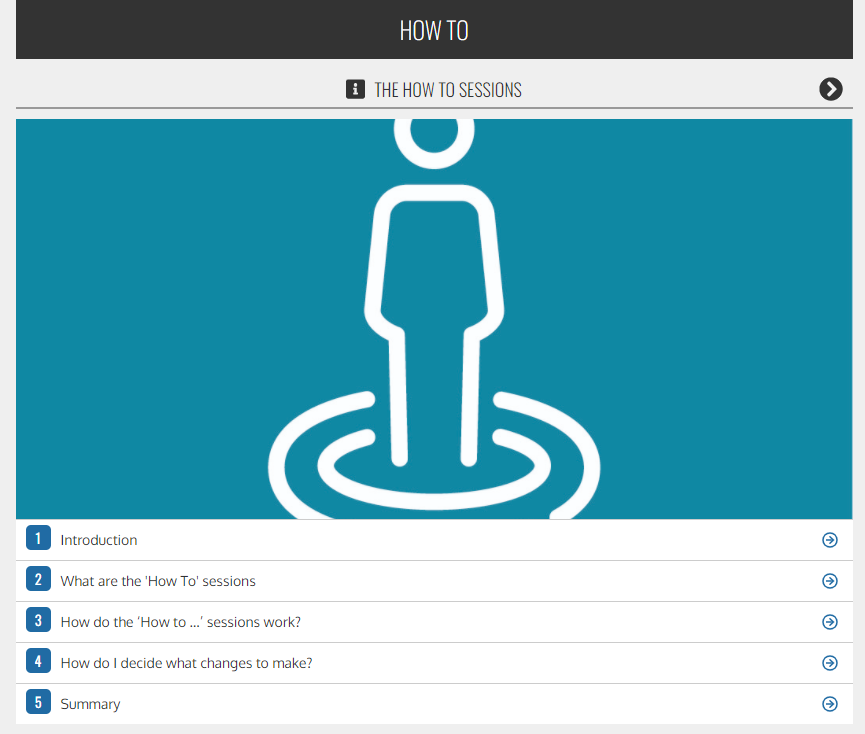 HOW TO
THE HOW TO SESSIONS
1 Introduction
2 What are the 'How To' sessions
3 How do the ‘How to ...’ sessions work?
4 How do I decide what changes to make?
5 Summary